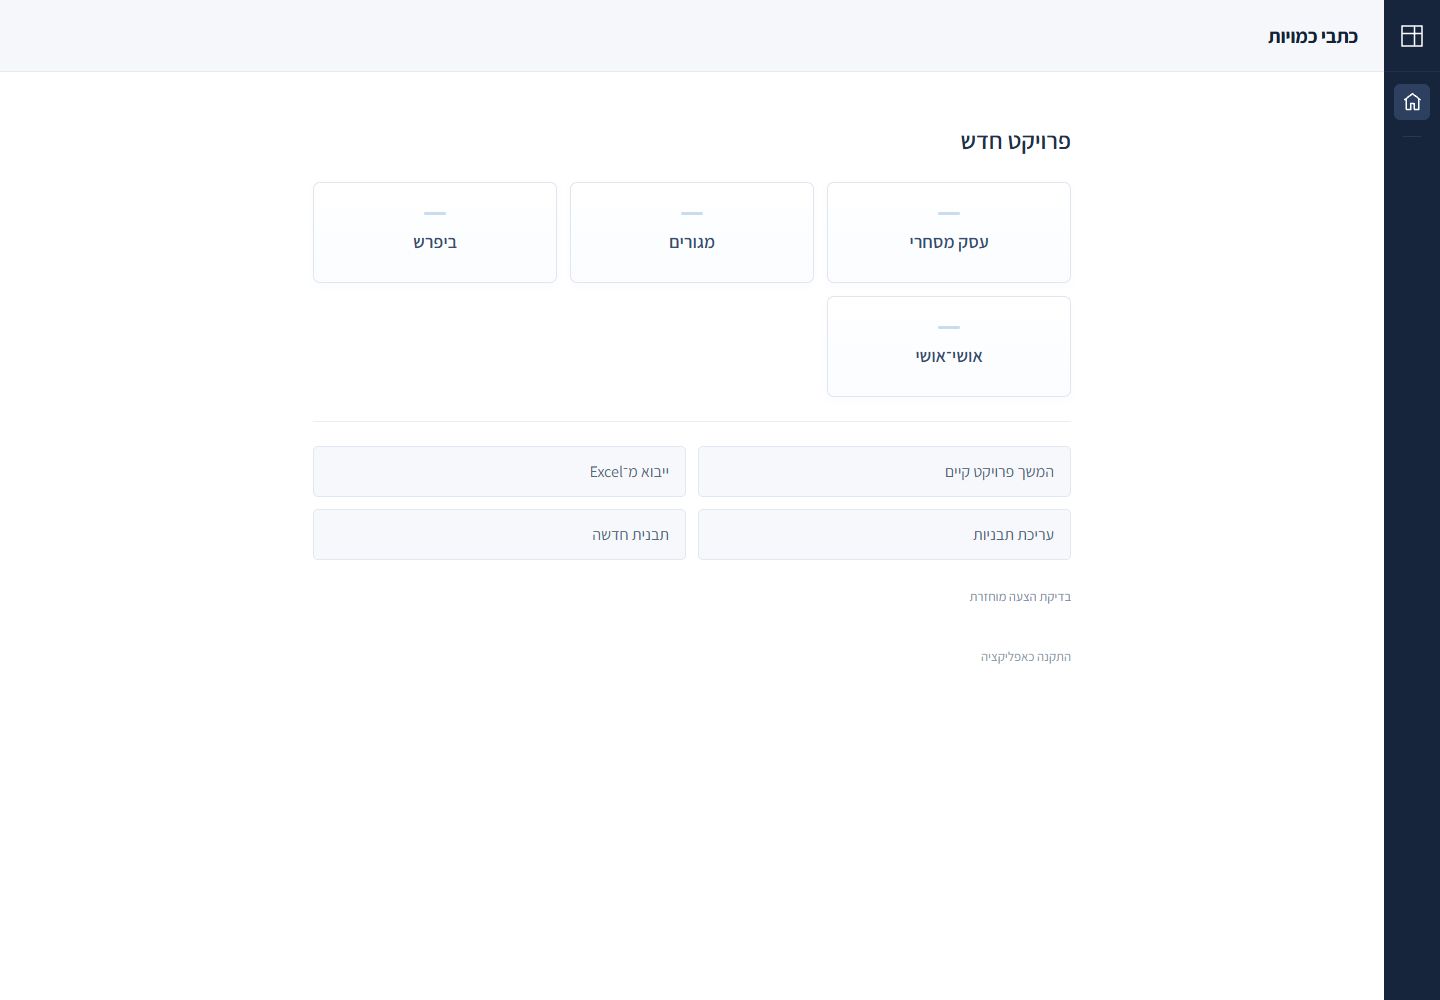 כתבי כמויות
פרויקט חדש
עסק מסחרי
מגורים
ביפרש
אושי־אושי
המשך פרויקט קיים
ייבוא מ־Excel
עריכת תבניות
תבנית חדשה
בדיקת הצעה מוחזרת
התקנה כאפליקציה